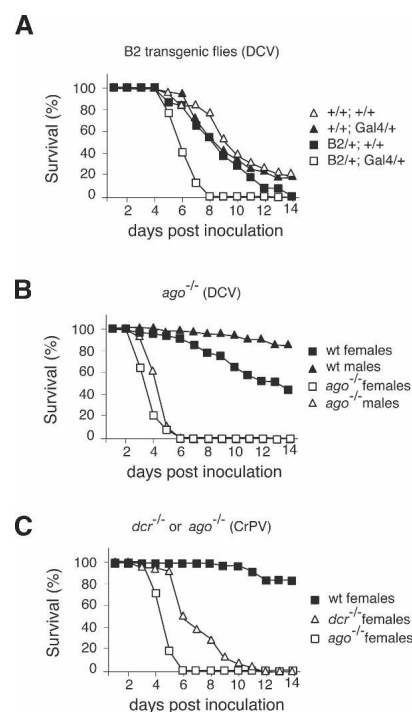 A
B2 transgenic flies (DCV)
Survival (%)
100
80
60
40
20
0
2 4 6 8 10 12 14
days post inoculation
+/+; +/+
+/+; Gal4/+
B2/+; +/+
B2/+; Gal4/+
B
ago-/- (DCV)
Survival (%)
100
80
60
40
20
0
2 4 6 8 10 12 14
days post inoculation
wt females
wt males
ago-/- females
ago-/- males
C
dcr-/- or ago-/- (CrPV)
Survival (%)
100
80
60
40
20
0
2 4 6 8 10 12 14
days post inoculation
wt females
dcr-/- females
ago-/- females